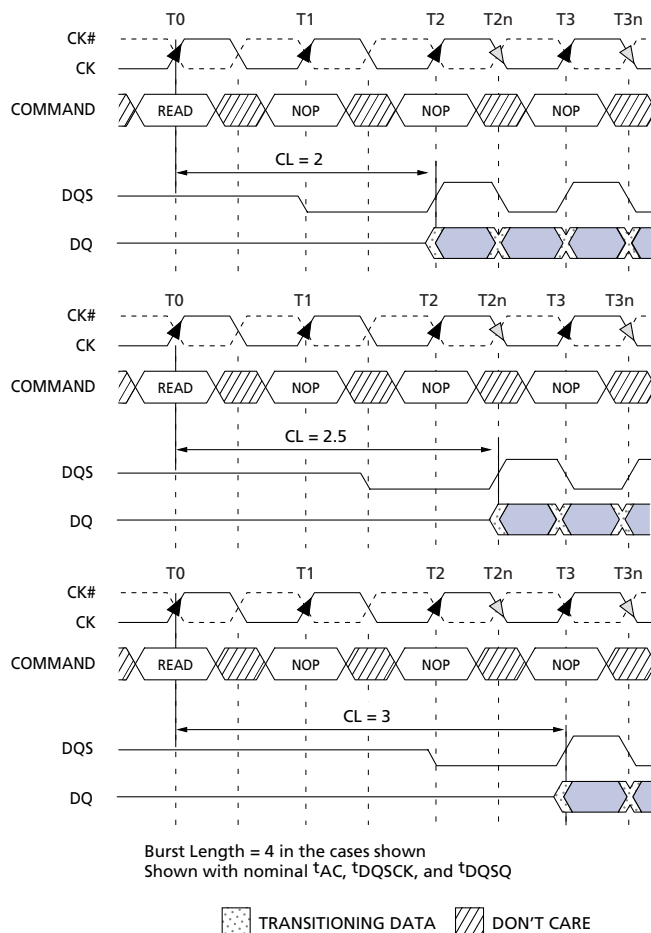 T0 T1 T2 T2n T3 T3n
CK#
CK
COMMAND READ NOP NOP NOP
CL = 2
DQS
DQ
T0 T1 T2 T2n T3 T3n
CK#
CK
COMMAND READ NOP NOP NOP
CL = 2.5
DQS
DQ
T0 T1 T2 T2n T3 T3n
CK#
CK
COMMAND READ NOP NOP NOP
CL = 3
DQS
DQ
Burst Length = 4 in the cases shown
Shown with nominal tAC, tDQSCK, and tDQSQ
TRANSITIONING DATA DON'T CARE